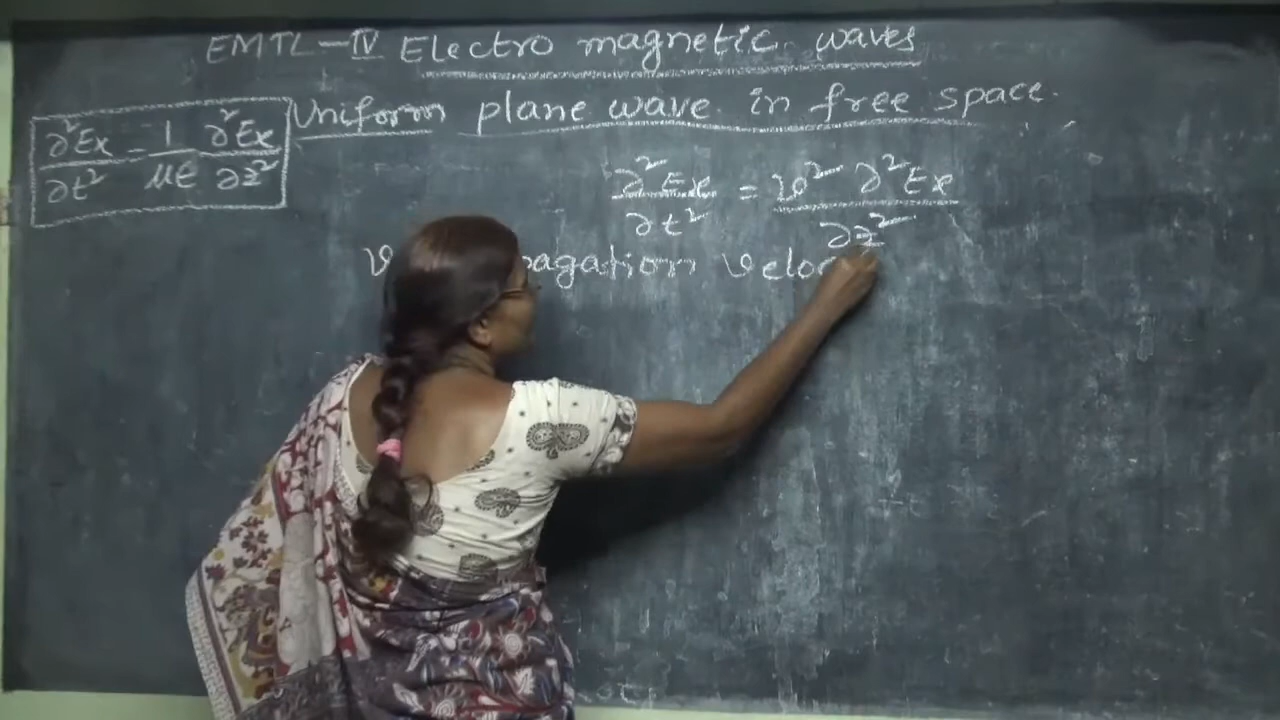 EMTL-IV Electro magnetic waves
Uniform plane wave in free space.
∂²Ex/∂t² = 1/μϵ ∂²Ex/∂z²
∂²Ex/∂t² = v² ∂²Ex/∂z²
v pagation veloc